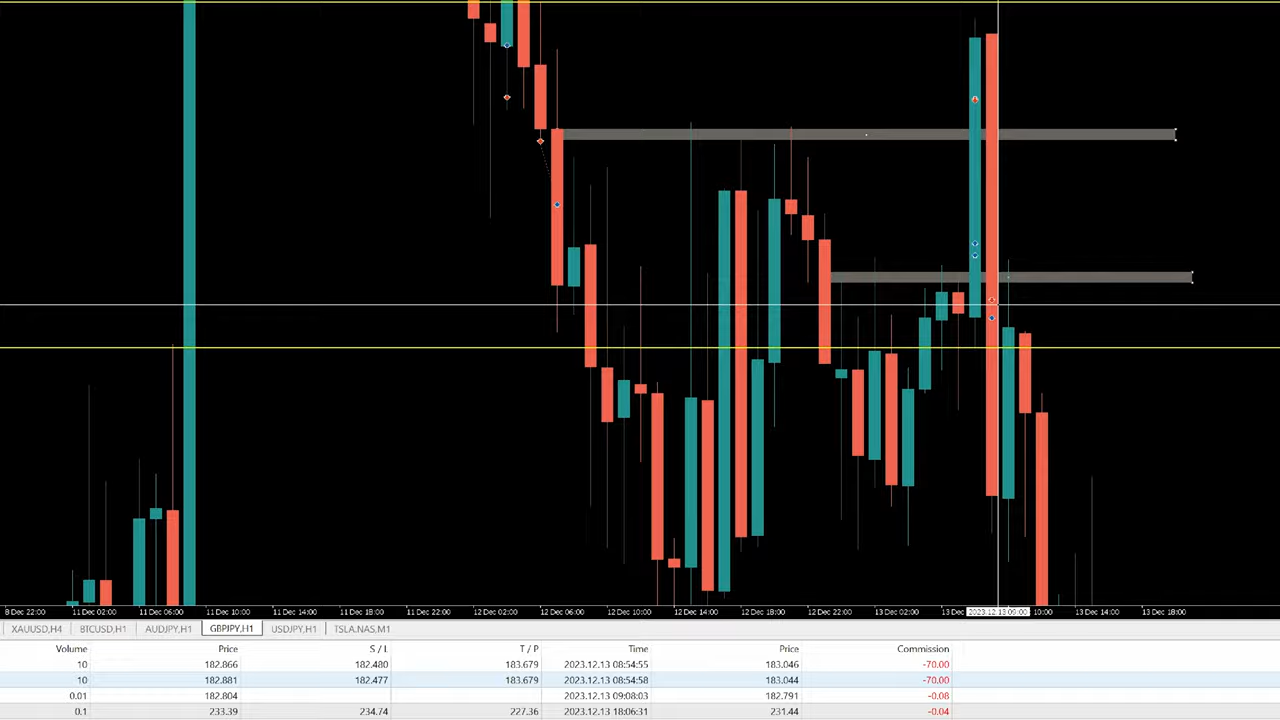 8 Dec 22:00 11 Dec 02:00 11 Dec 06:00 11 Dec 10:00 11 Dec 14:00 11 Dec 18:00 11 Dec 22:00 12 Dec 02:00 12 Dec 06:00 12 Dec 10:00 12 Dec 14:00 12 Dec 18:00 12 Dec 22:00 13 Dec 02:00 13 Dec 2023.12.13 09:00 10:00 13 Dec 14:00 13 Dec 18:00
XAUUSD,H4 BTCUSD,H1 AUDJPY,H1 GBPJPY,H1 USDJPY,H1 TSLA.NAS,M1
Volume Price S / L T / P Time Price Commission
10 182.866 182.480 183.679 2023.12.13 08:54:55 183.046 -70.00
10 182.881 182.477 183.679 2023.12.13 08:54:58 183.044 -70.00
0.01 182.804 2023.12.13 09:08:03 182.791 -0.08
0.1 233.39 234.74 227.36 2023.12.13 18:06:31 231.44 -0.04